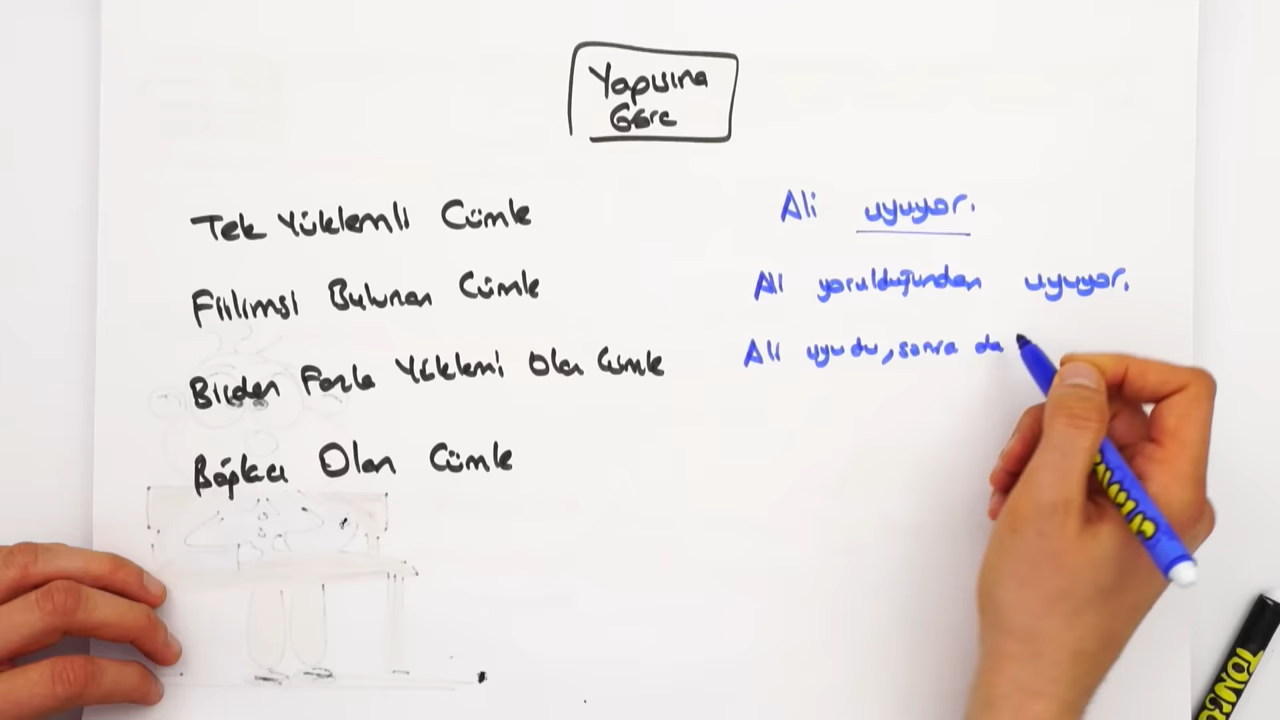 Yapısına
Göre
Tek Yüklemli Cümle
Ali uyuyor.
Fiilimsi Bulunan Cümle
Ali yorulduğundan uyuyor.
Birden Fazla Yüklemi Olan Cümle
Ali uyudu, sonra da
Bağlacı Olan Cümle